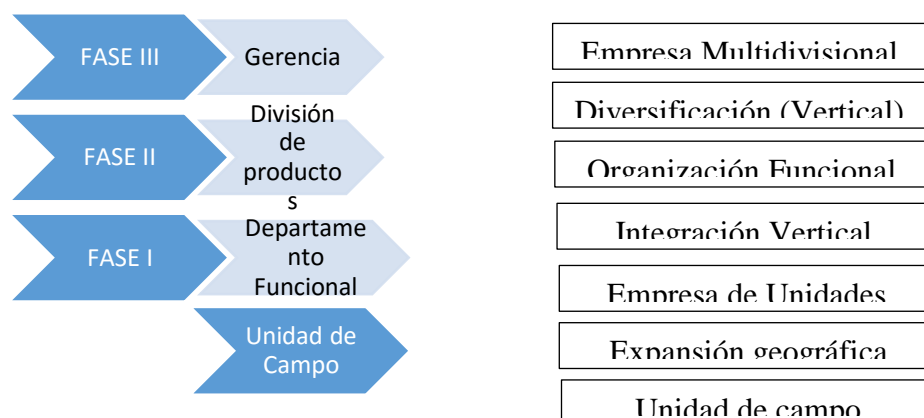 FASE III
Gerencia
División
de
producto
s
FASE II
Departame
nto
Funcional
FASE I
Unidad de
Campo
Empresa Multidivisional
Diversificación (Vertical)
Organización Funcional
Integración Vertical
Empresa de Unidades
Expansión geográfica
Unidad de campo